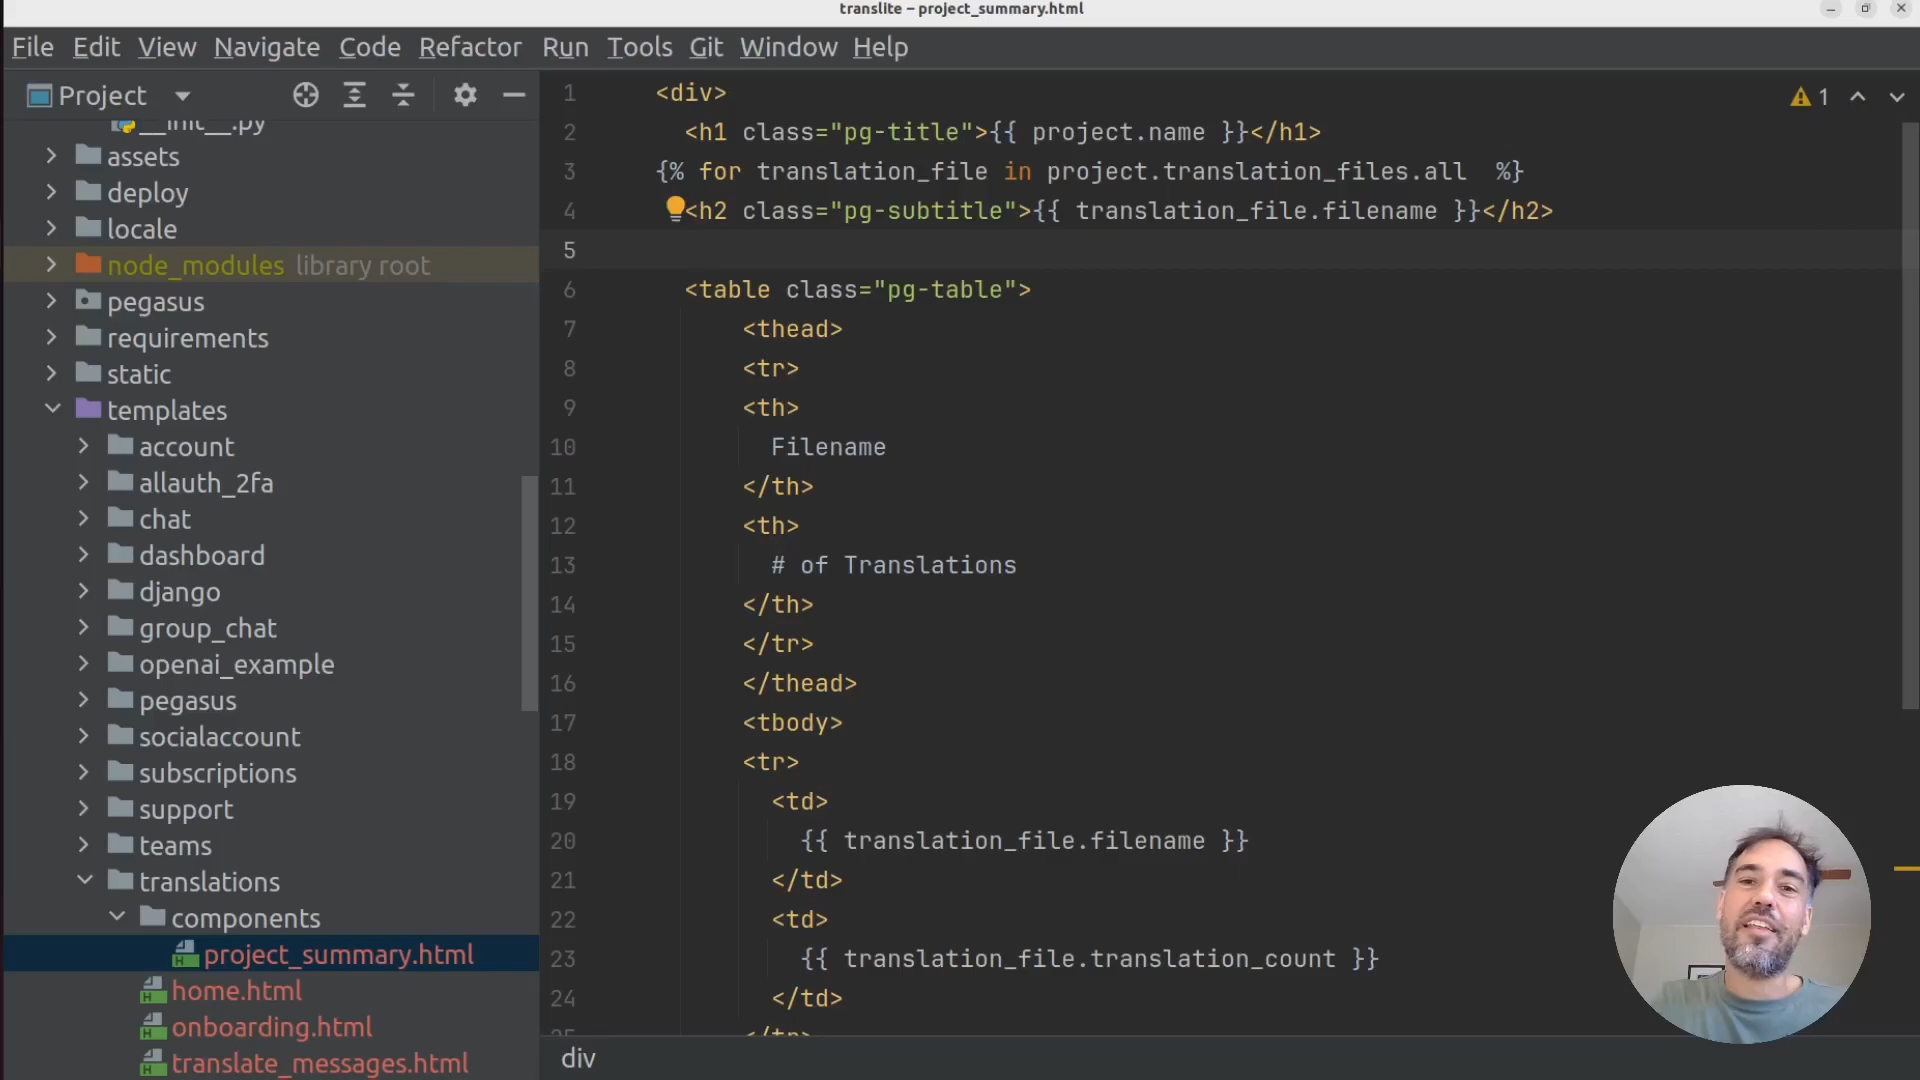 translite – project_summary.html
File Edit View Navigate Code Refactor Run Tools Git Window Help
Project
__init__.py
assets
deploy
locale
node_modules library root
pegasus
requirements
static
templates
account
allauth_2fa
chat
dashboard
django
group_chat
openai_example
pegasus
socialaccount
subscriptions
support
teams
translations
components
project_summary.html
home.html
onboarding.html
translate_messages.html
1 <div>
2 <h1 class="pg-title">{{ project.name }}</h1>
3 {% for translation_file in project.translation_files.all %}
4 <h2 class="pg-subtitle">{{ translation_file.filename }}</h2>
5
6 <table class="pg-table">
7 <thead>
8 <tr>
9 <th>
10 Filename
11 </th>
12 <th>
13 # of Translations
14 </th>
15 </tr>
16 </thead>
17 <tbody>
18 <tr>
19 <td>
20 {{ translation_file.filename }}
21 </td>
22 <td>
23 {{ translation_file.translation_count }}
24 </td>
25 </tr>
1
div